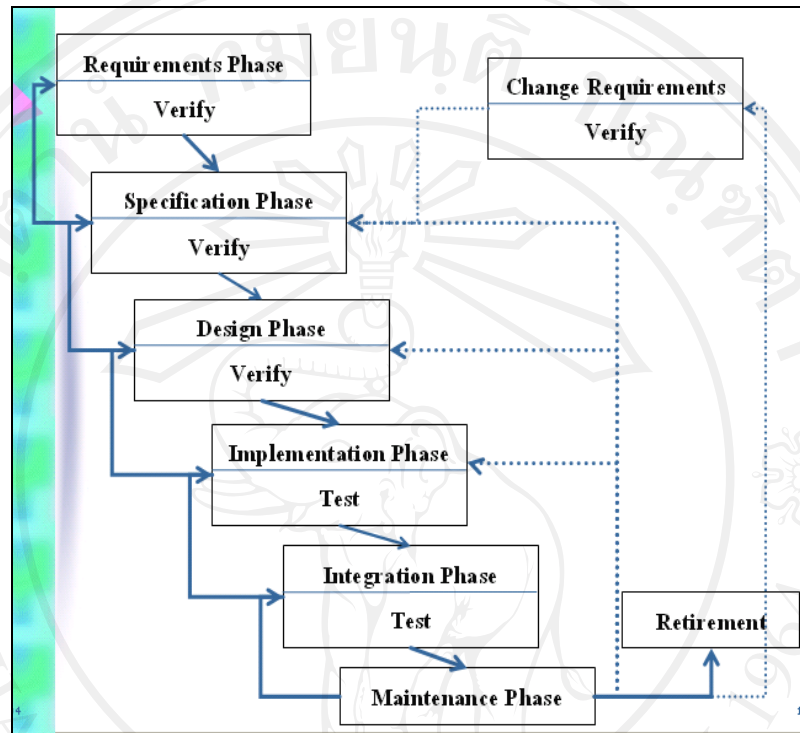 Requirements Phase
Verify
Change Requirements
Verify
Specification Phase
Verify
Design Phase
Verify
Implementation Phase
Test
Integration Phase
Test
Retirement
Maintenance Phase
4